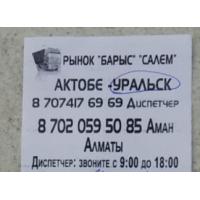 РЫНОК "БАРЫС" "САЛЕМ"
АКТОБЕ -УРАЛЬСК
8 707417 69 69 ДИСПЕТЧЕР
8 702 059 50 85 АМАН
АЛМАТЫ
ДИСПЕТЧЕР: ЗВОНИТЕ С 9:00 ДО 18:00